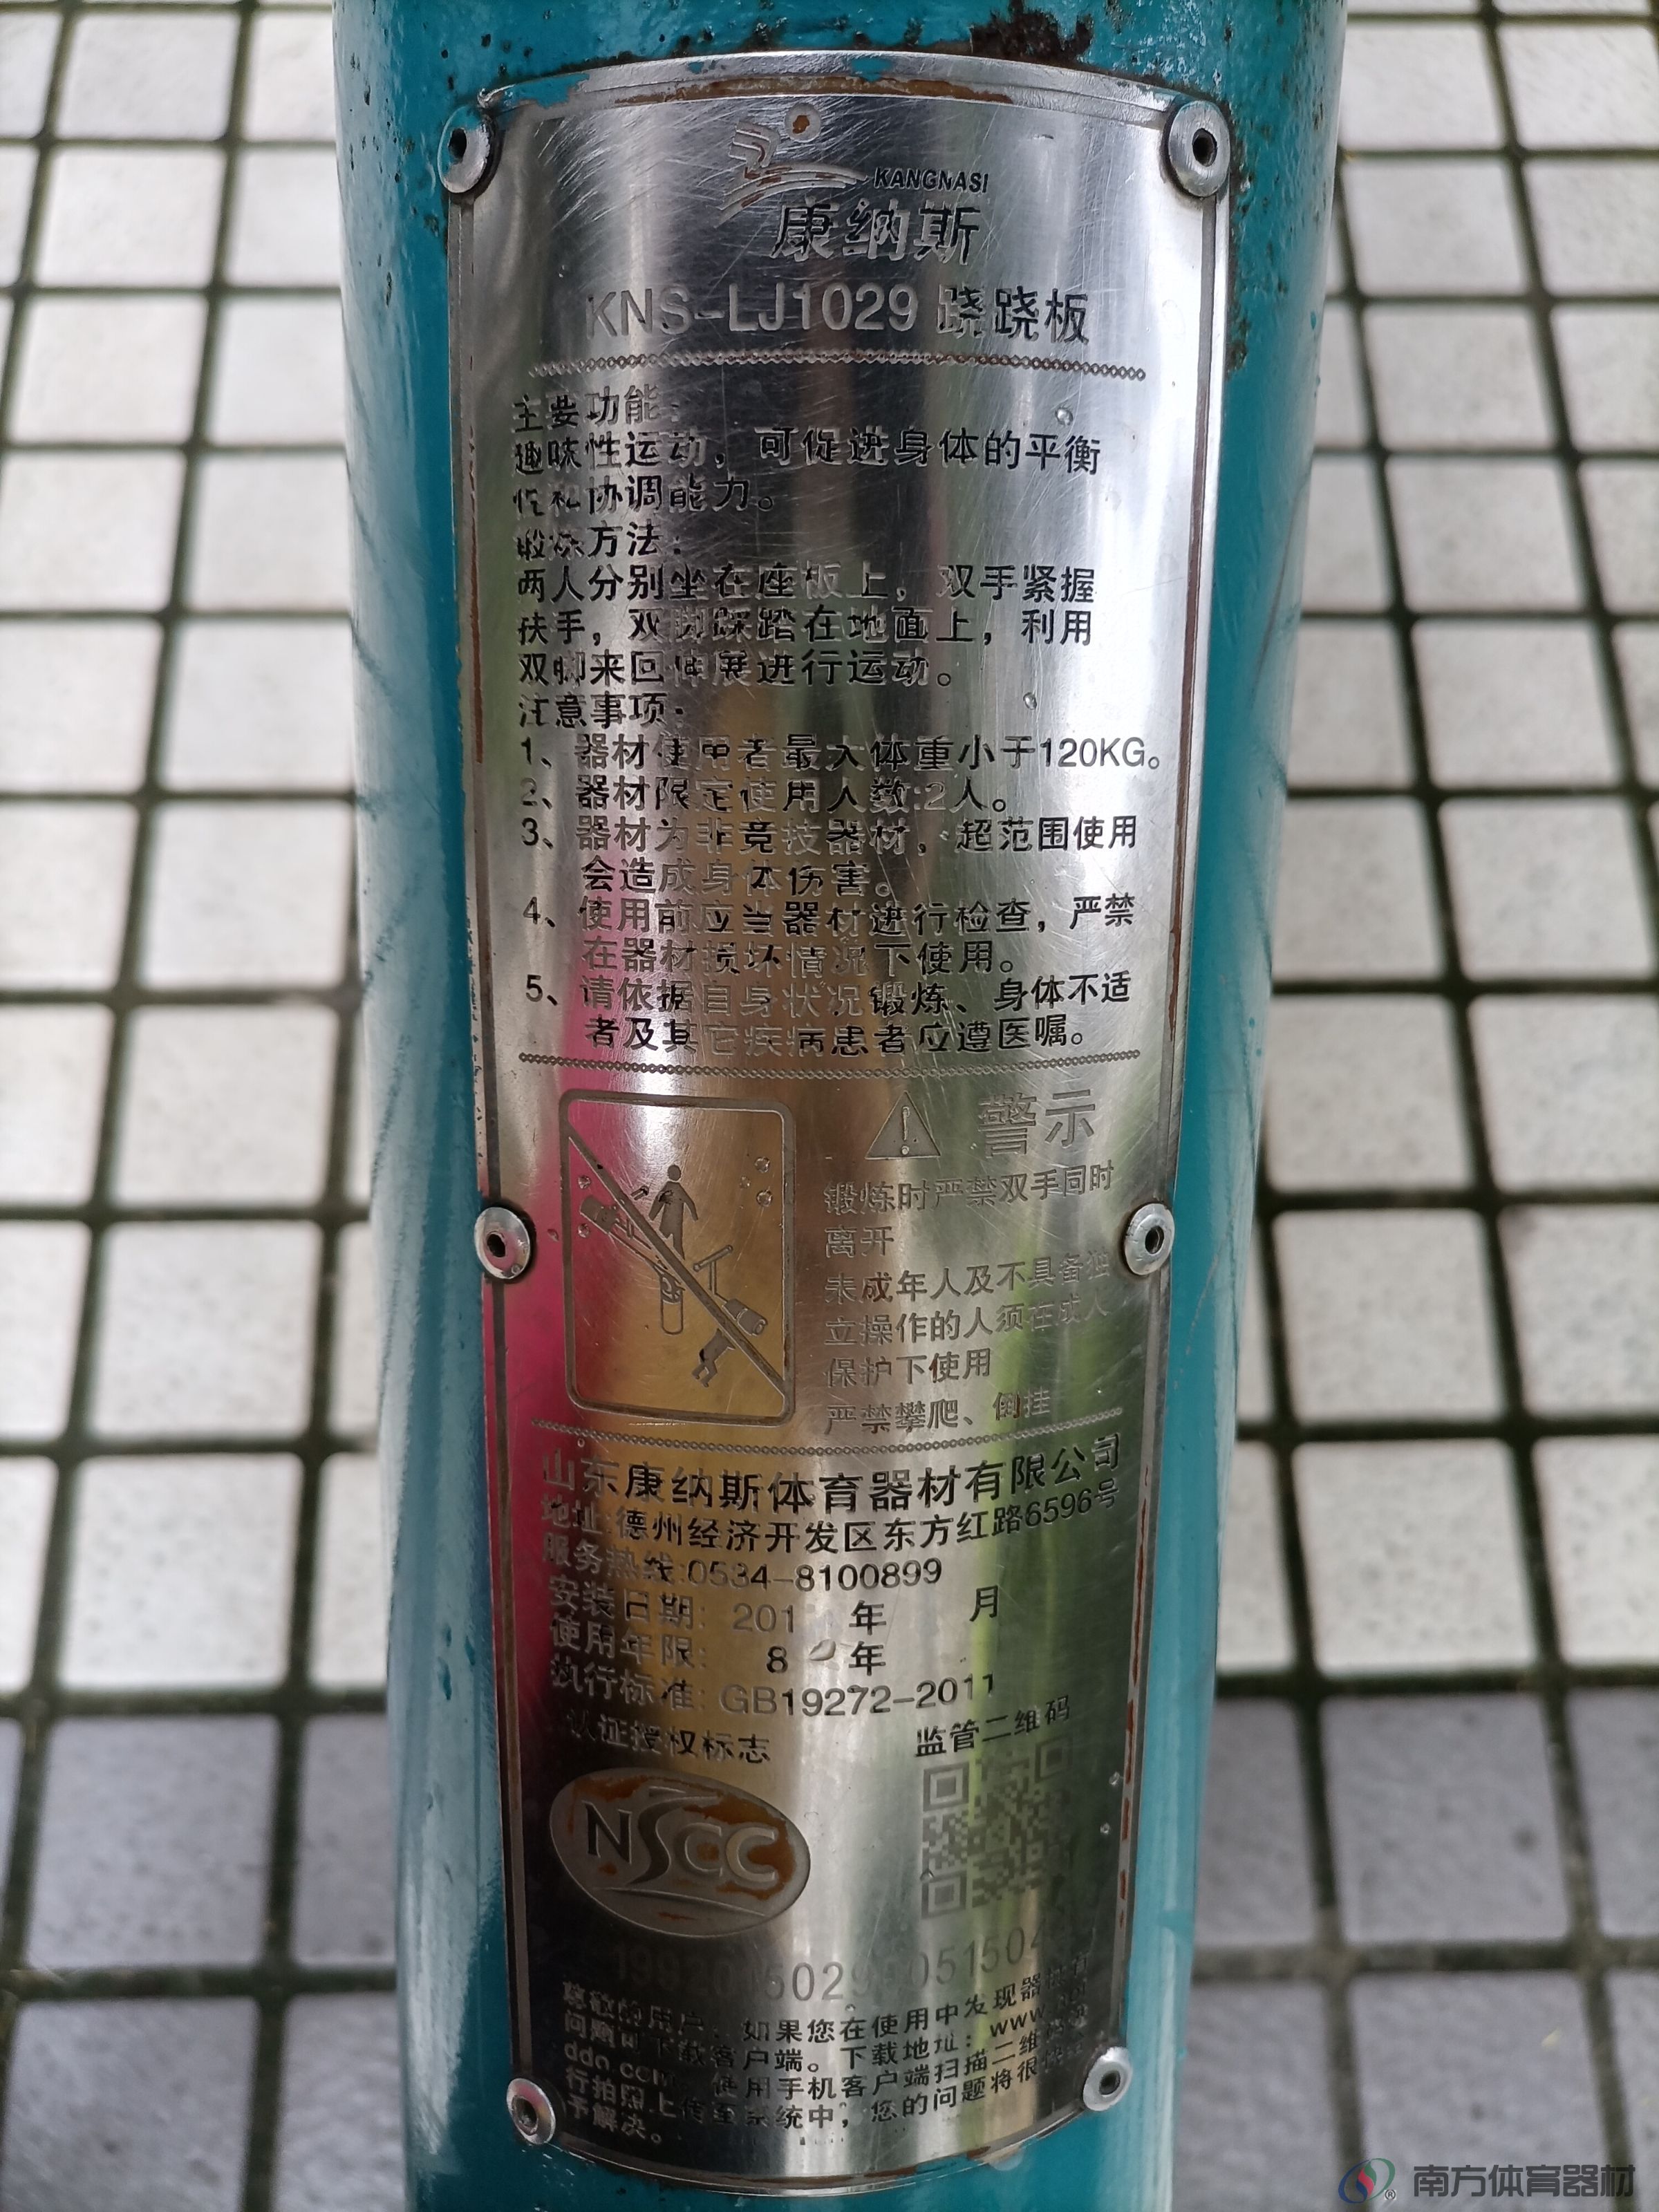 KANGNASI
康纳斯
KNS-LJ1029 跷跷板
主要功能:
趣味性运动，可促进身体的平衡
性和协调能力。
锻炼方法:
两人分别坐在座板上，双手紧握
扶手，双脚踩踏在地面上，利用
双脚来回伸展进行运动。
注意事项:
1、器材使用者最大体重小于120KG。
2、器材限定使用人数:2人。
3、器材为非竞技器材，超范围使用
会造成身体伤害。
4、使用前应当器材进行检查，严禁
在器材损坏情况下使用。
5、请依据自身状况锻炼、身体不适
者及其它疾病患者应遵医嘱。
警示
锻炼时严禁双手同时
离开
未成年人及不具备独
立操作的人须在成人
保护下使用
严禁攀爬、倒挂
山东康纳斯体育器材有限公司
地址:德州经济开发区东方红路6596号
服务热线:0534-8100899
安装日期: 201 年 月
使用年限: 8 年
执行标准: GB19272-2011
认证授权标志 监管二维码
NSCC
尊敬的用户：如果您在使用中发现器材有
问题可下载客户端。下载地址：www.
ddn.com 使用手机客户端扫描二维码
行拍照上传至系统中，您的问题将很快
予解决。
南方体育器材